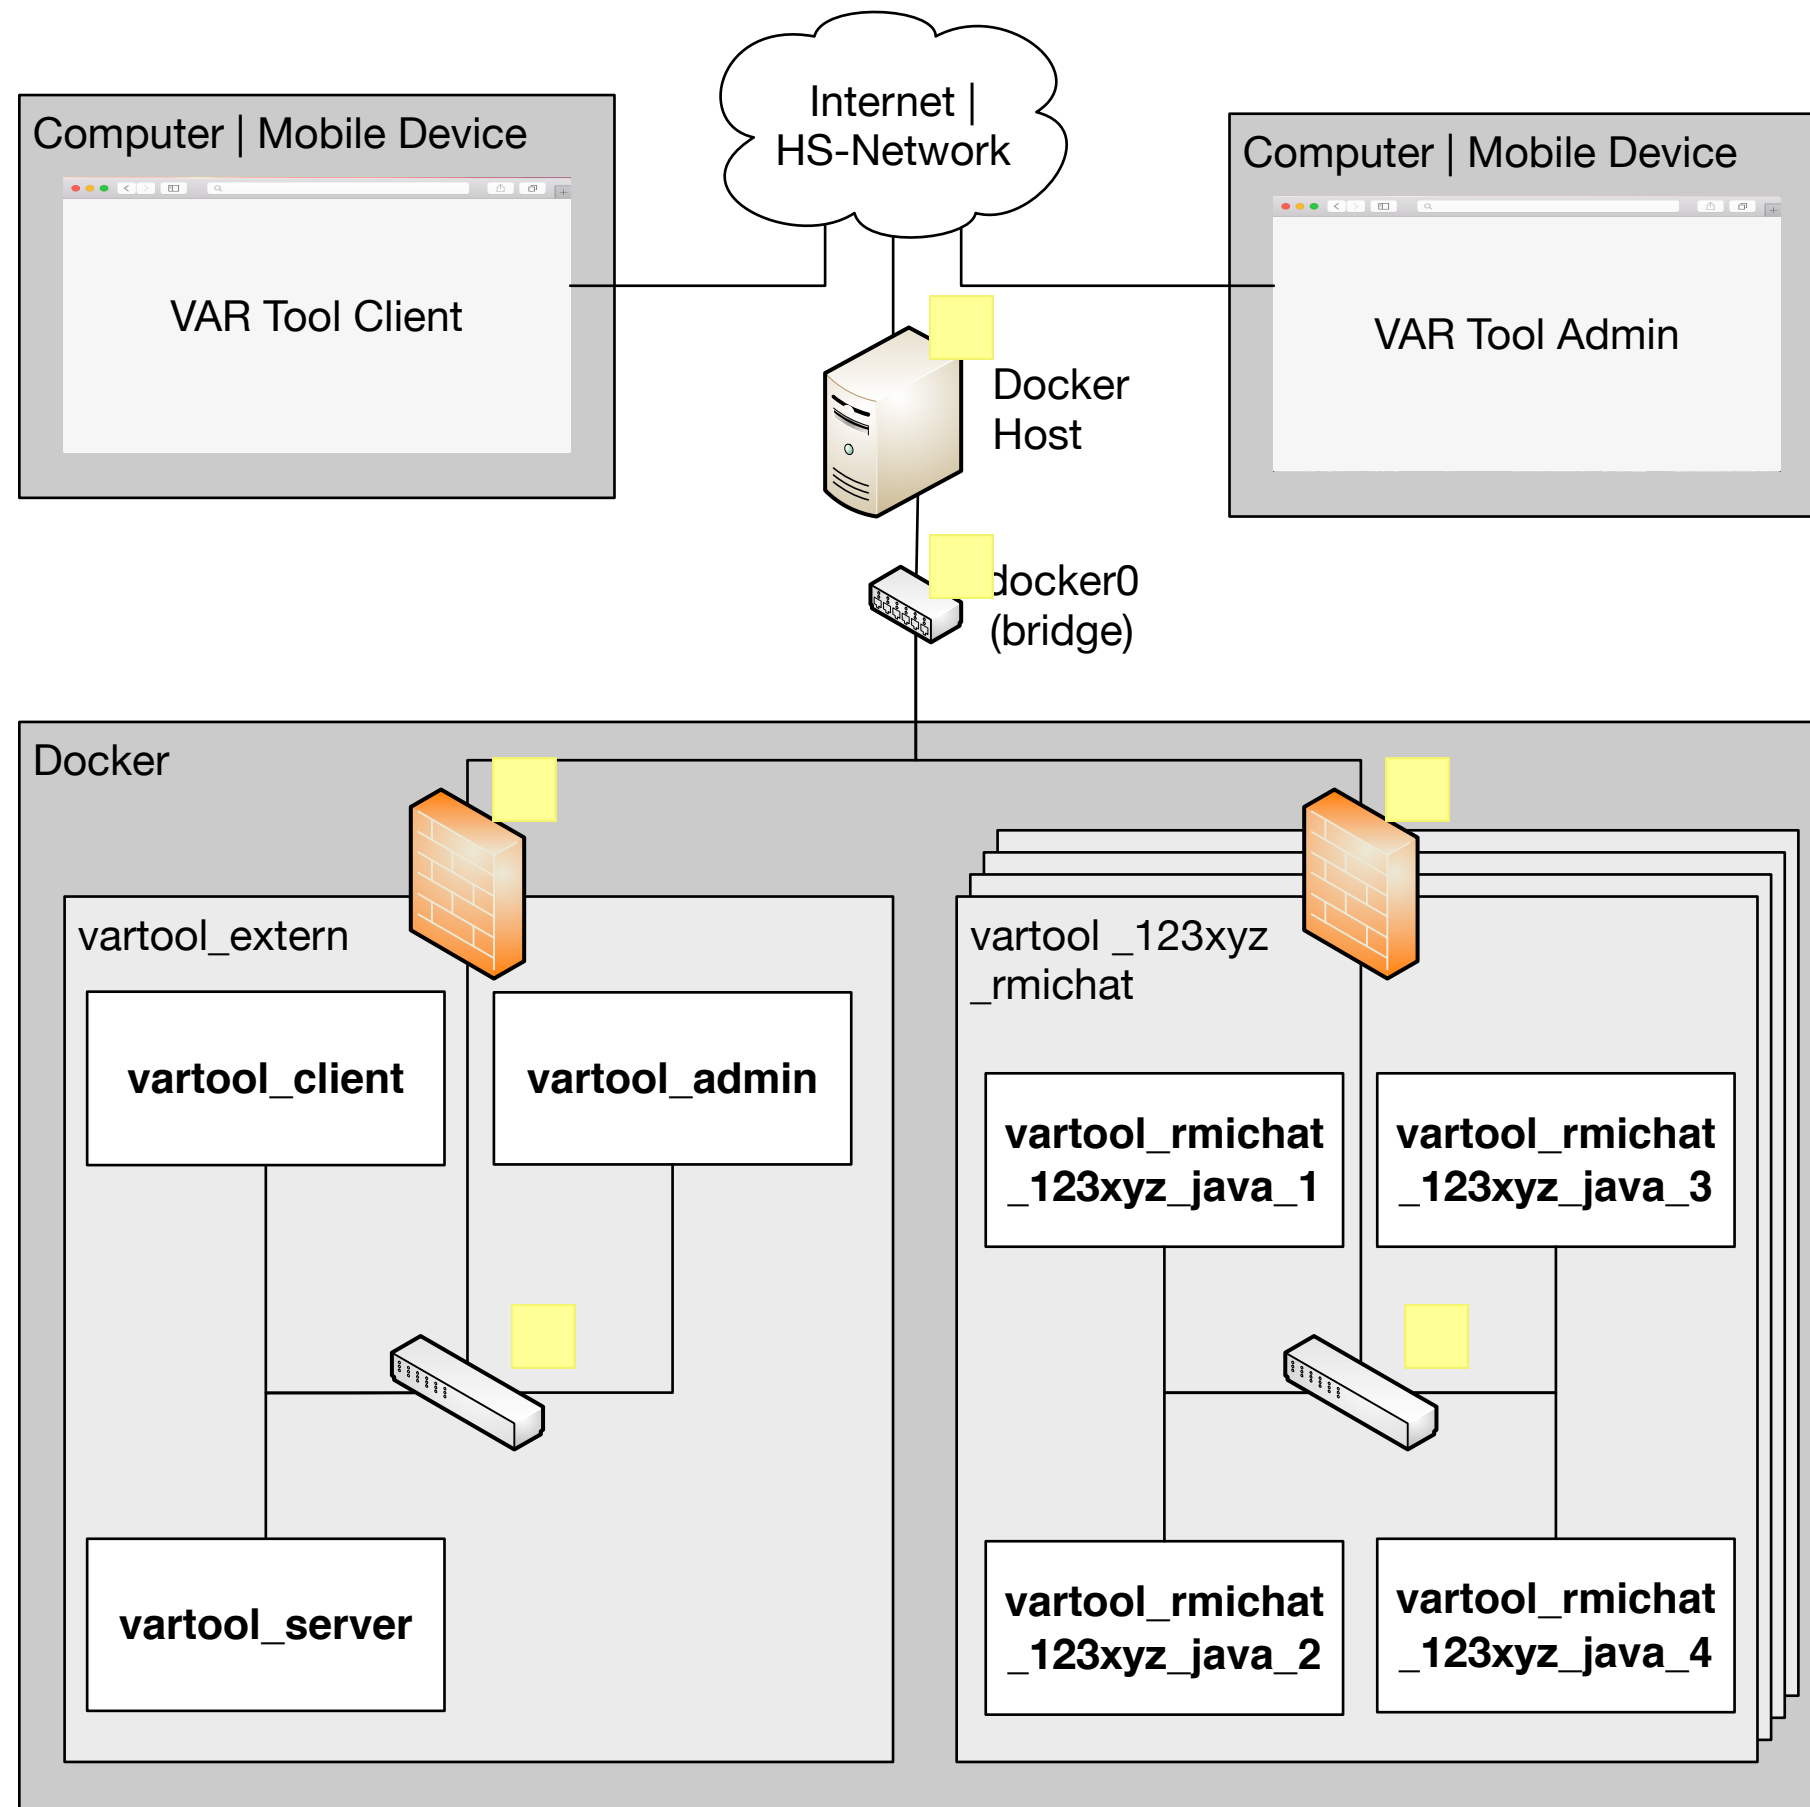 Internet |
HS-Network
Computer | Mobile Device
VAR Tool Client
Computer | Mobile Device
VAR Tool Admin
Docker
Host
docker0
(bridge)
Docker
vartool_extern
vartool_client
vartool_admin
vartool_server
vartool _123xyz
_rmichat
vartool_rmichat
_123xyz_java_1
vartool_rmichat
_123xyz_java_3
vartool_rmichat
_123xyz_java_2
vartool_rmichat
_123xyz_java_4